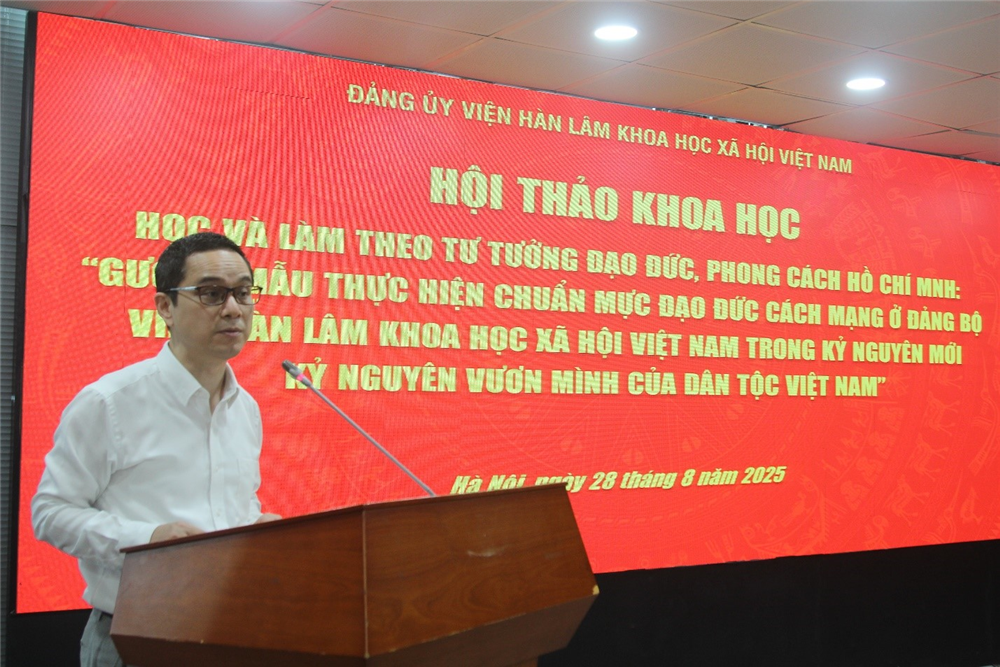 ĐẢNG ỦY VIỆN HÀN LÂM KHOA HỌC XÃ HỘI VIỆT NAM
HỘI THẢO KHOA HỌC
HỌC VÀ LÀM THEO TƯ TƯỞNG ĐẠO ĐỨC, PHONG CÁCH HỒ CHÍ MNH:
MẪU THỰC HIỆN CHUẨN MỰC ĐẠO ĐỨC CÁCH MẠNG Ở ĐẢNG BỘ
HÀN LÂM KHOA HỌC XÃ HỘI VIỆT NAM TRONG KỶ NGUYÊN MỚI
KỶ NGUYÊN VƯƠN MÌNH CỦA DÂN TỘC VIỆT NAM"
Hà Nội, ngày 28 tháng 8 năm 2025